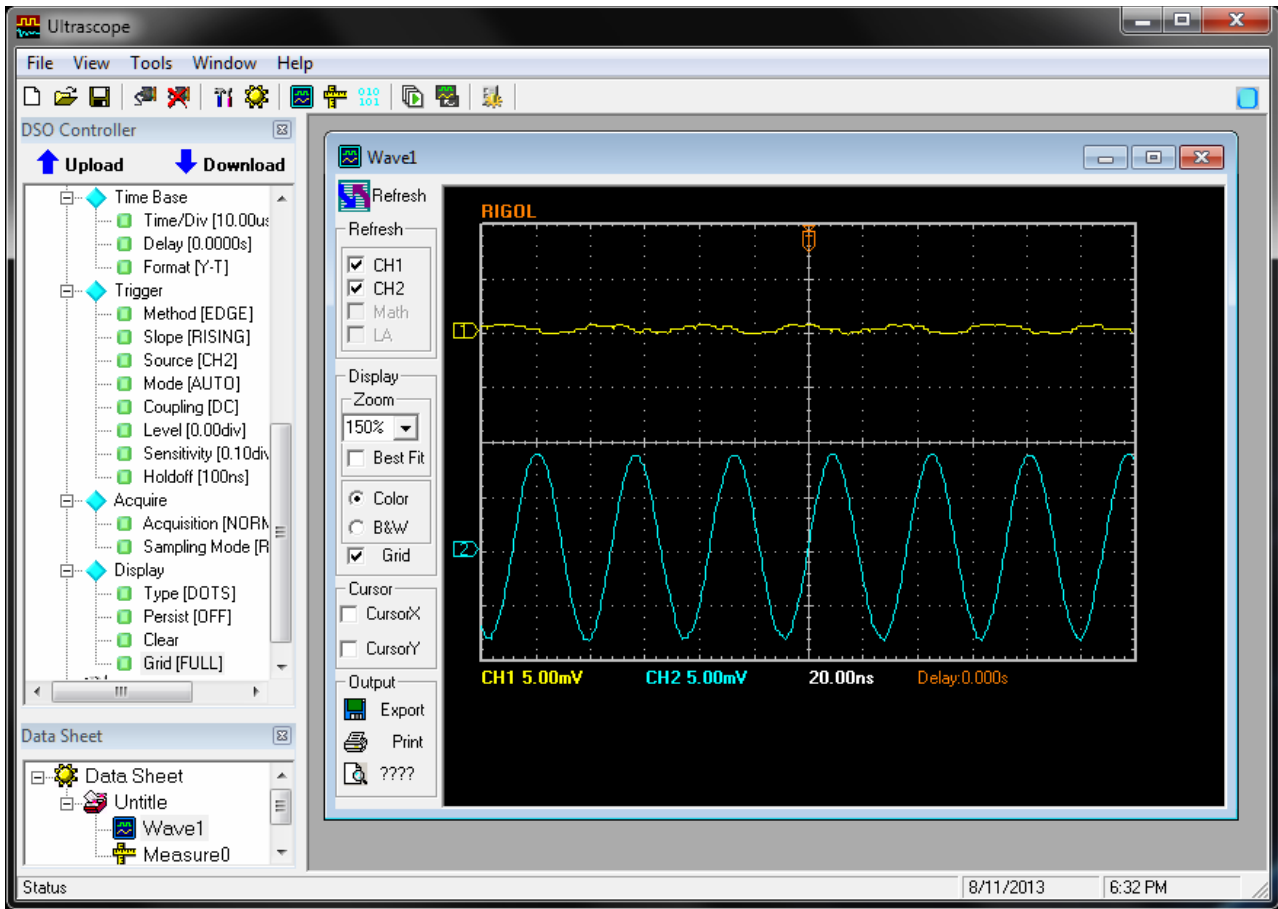 Ultrascope
File View Tools Window Help
010
101
DSO Controller
Upload Download
Time Base
Time/Div [10.00us
Delay [0.0000s]
Format [Y-T]
Trigger
Method [EDGE]
Slope [RISING]
Source [CH2]
Mode [AUTO]
Coupling [DC]
Level [0.00div]
Sensitivity [0.10div
Holdoff [100ns]
Acquire
Acquisition [NORM
Sampling Mode [R
Display
Type [DOTS]
Persist [OFF]
Clear
Grid [FULL]
Data Sheet
Data Sheet
Untitle
Wave1
Measure0
Wave1
Refresh
Refresh
CH1
CH2
Math
LA
Display
Zoom
150%
Best Fit
Color
B&W
Grid
Cursor
CursorX
CursorY
Output
Export
Print
????
RIGOL
T
1
2
CH1 5.00mV CH2 5.00mV 20.00ns Delay:0.000s
Status 8/11/2013 6:32 PM